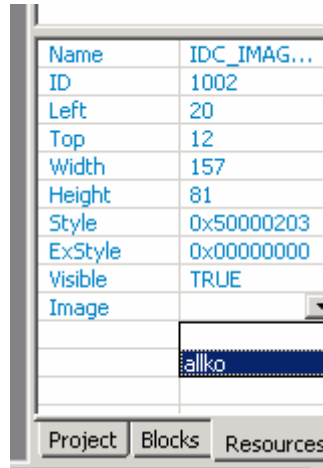 Name IDC_IMAG...
ID 1002
Left 20
Top 12
Width 157
Height 81
Style 0x50000203
ExStyle 0x00000000
Visible TRUE
Image
allko
Project Blocks Resources